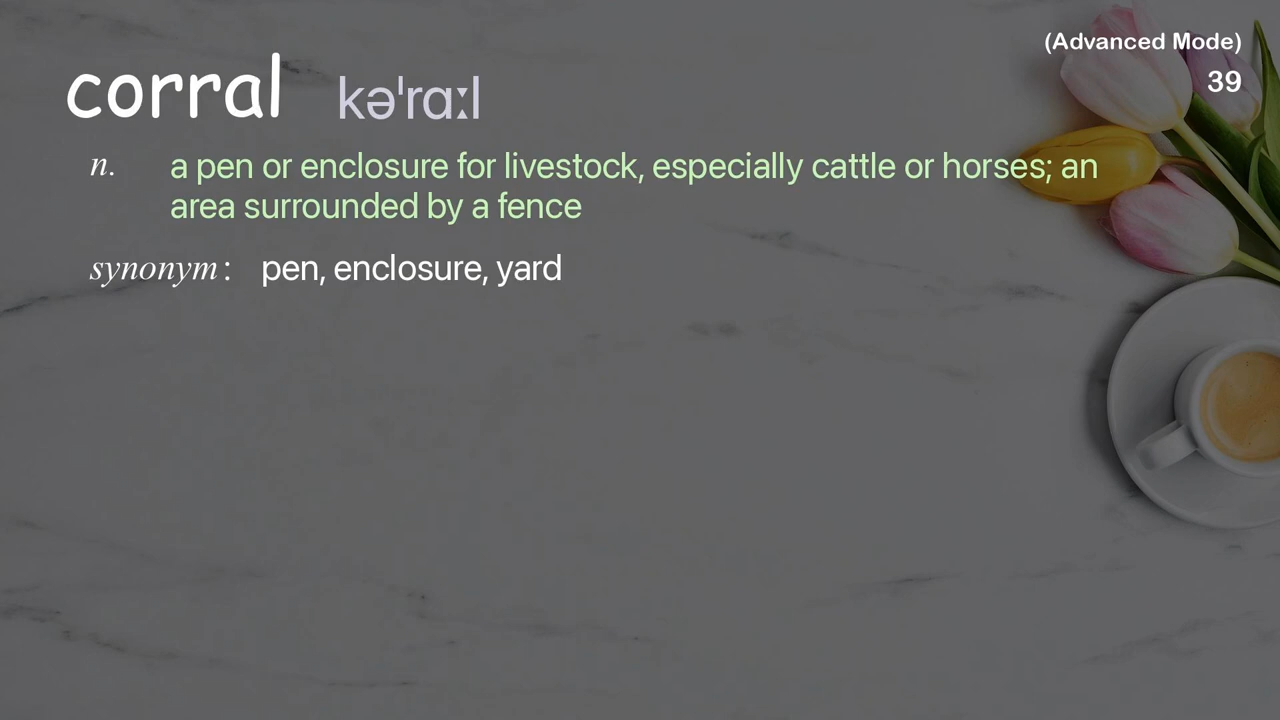 (Advanced Mode)
39
corral kəˈrɑːl
n. a pen or enclosure for livestock, especially cattle or horses; an
area surrounded by a fence
synonym: pen, enclosure, yard